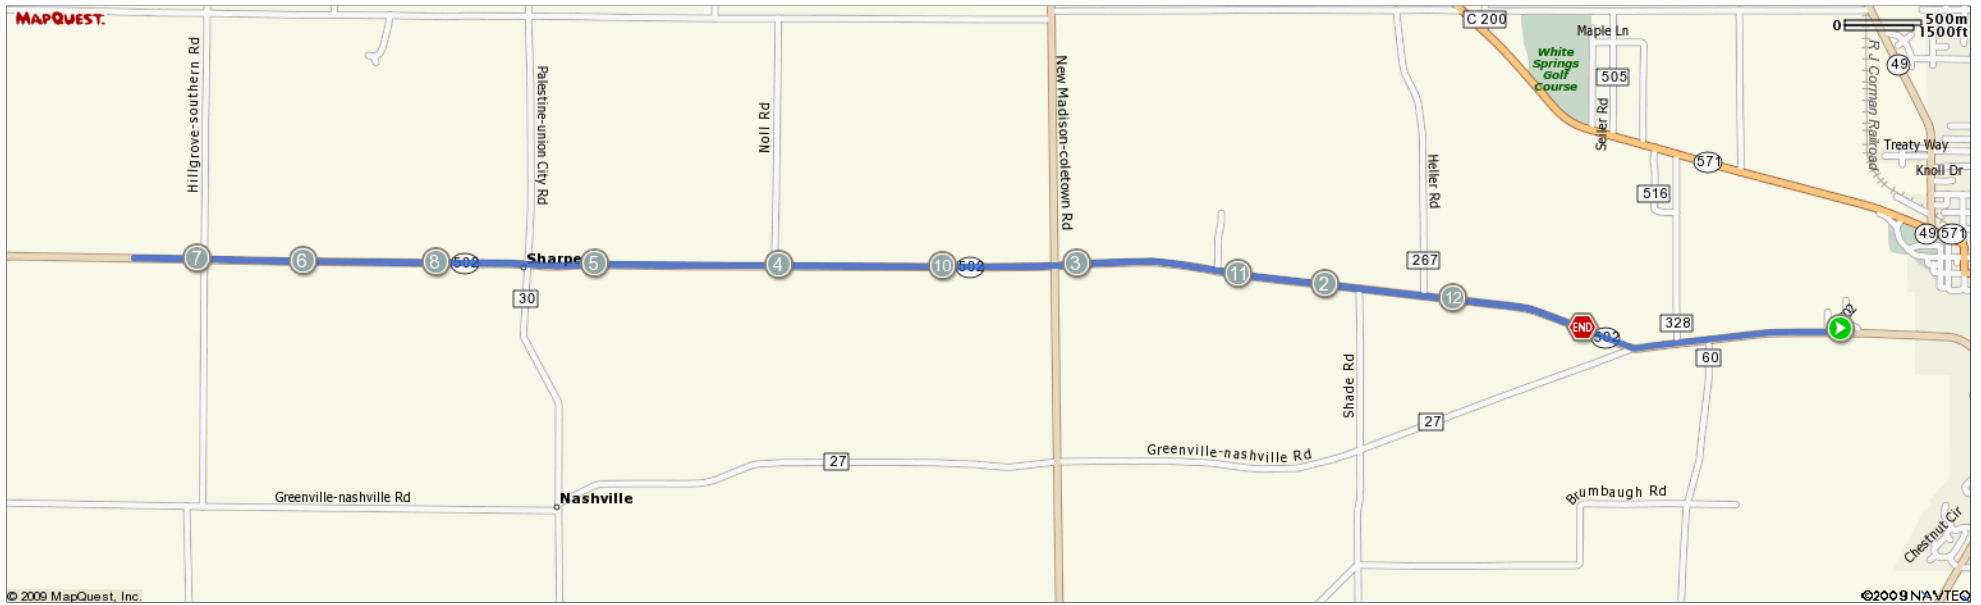 MAPQUEST.
C 200
0 500m
1500ft
Maple Ln
White
Springs
Golf
Course
505
49
R J Corman Railroad
Hillgrove-southern Rd
Palestine-union City Rd
Noll Rd
New Madison-coletown Rd
Heller Rd
Treaty Way
571
Knoll Dr
516
49
571
7
6
8
502
Sharpe
5
4
10
502
3
11
2
267
12
30
END
502
328
02
60
Shade Rd
27
Greenville-nashville Rd
27
Greenville-nashville Rd
Nashville
Brumbaugh Rd
Chestnut Cir
© 2009 MapQuest, Inc.
©2009 NAVTEQ